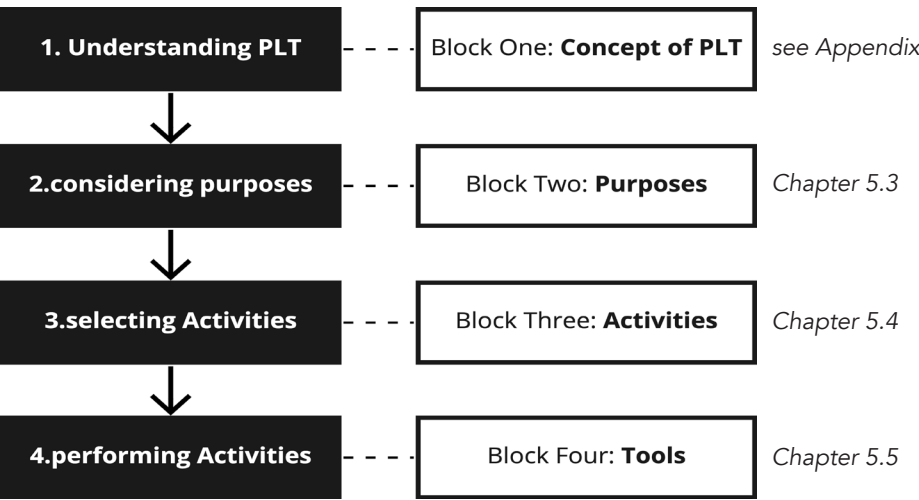 1. Understanding PLT
Block One: Concept of PLT
see Appendix
2.considering purposes
Block Two: Purposes
Chapter 5.3
3.selecting Activities
Block Three: Activities
Chapter 5.4
4.performing Activities
Block Four: Tools
Chapter 5.5